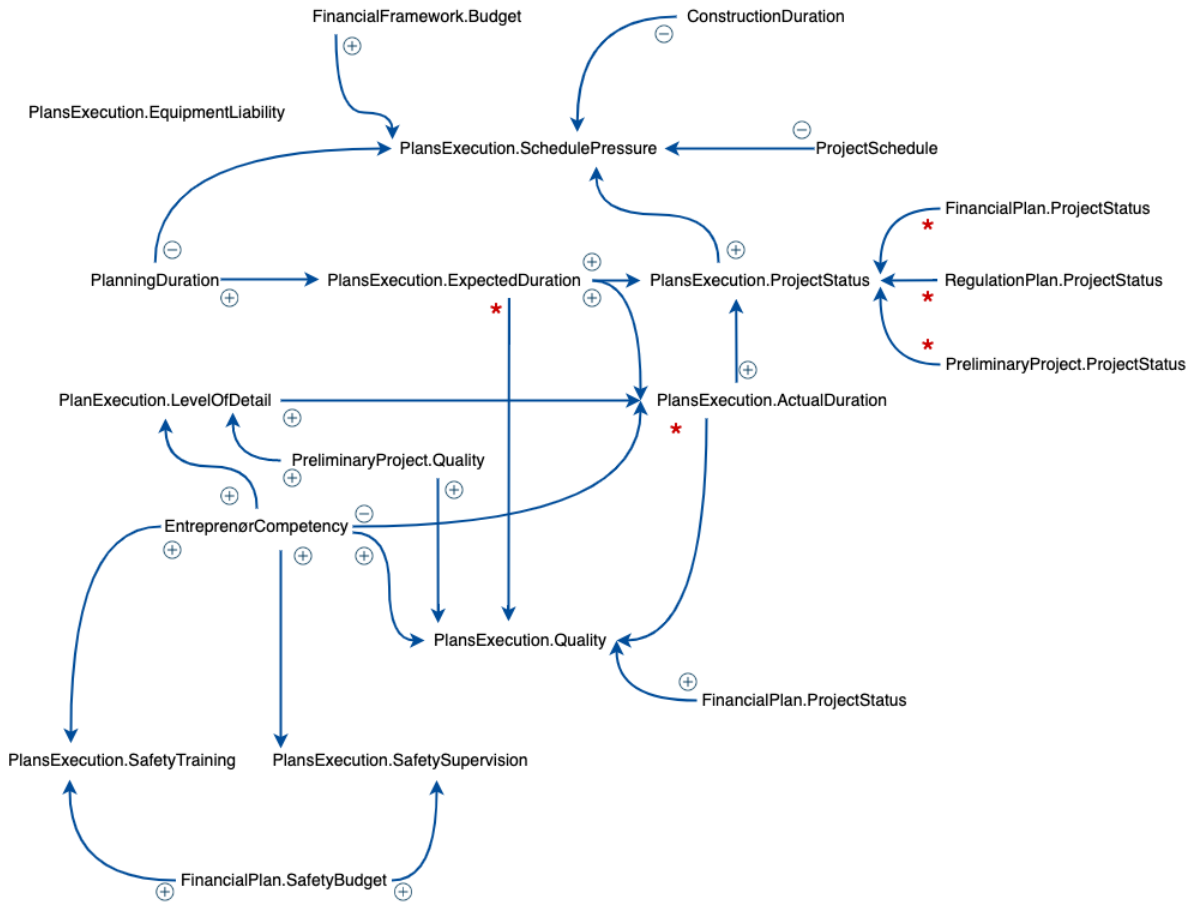 FinancialFramework.Budget
ConstructionDuration
+
−
PlansExecution.EquipmentLiability
−
PlansExecution.SchedulePressure
ProjectSchedule
FinancialPlan.ProjectStatus
*
−
+
+
PlanningDuration
PlansExecution.ExpectedDuration
PlansExecution.ProjectStatus
RegulationPlan.ProjectStatus
+
+
*
*
*
PreliminaryProject.ProjectStatus
+
PlanExecution.LevelOfDetail
PlansExecution.ActualDuration
+
*
PreliminaryProject.Quality
+
+
+
−
EntreprenørCompetency
+
+
+
PlansExecution.Quality
+
FinancialPlan.ProjectStatus
PlansExecution.SafetyTraining
PlansExecution.SafetySupervision
FinancialPlan.SafetyBudget
+
+